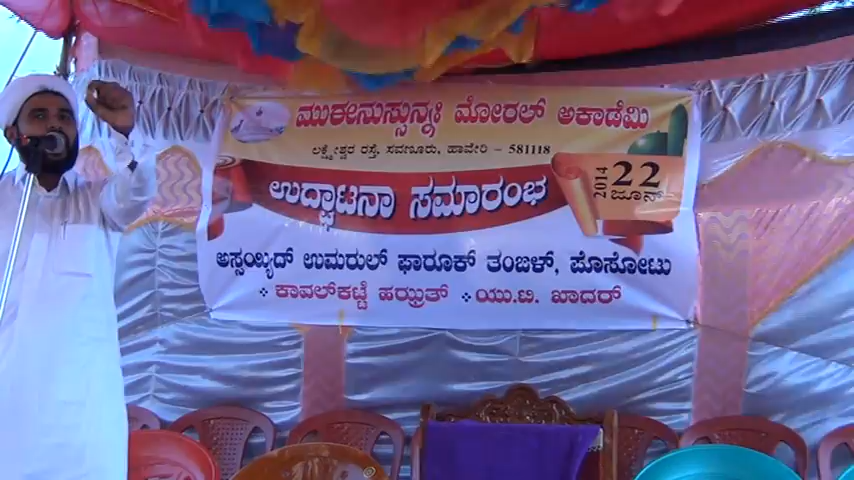 ಮುಈನುಸ್ಸುನ್ನಃ ಮೋರಲ್ ಅಕಾಡೆಮಿ
ಲಕ್ಷ್ಮೇಶ್ವರ ರಸ್ತೆ, ಸವಣೂರು, ಹಾವೇರಿ - 581118
ಉದ್ಘಾಟನಾ ಸಮಾರಂಭ
2014 22
ಜೂನ್
ಅಸ್ಸಯ್ಯಿದ್ ಉಮರುಲ್ ಫಾರೂಕ್ ತಂಙಳ್ ಪೊಸೋಟು
• ಕಾವಲ್‌ಕಟ್ಟೆ ಹಝ್ರತ್ • ಯು.ಟಿ. ಖಾದರ್